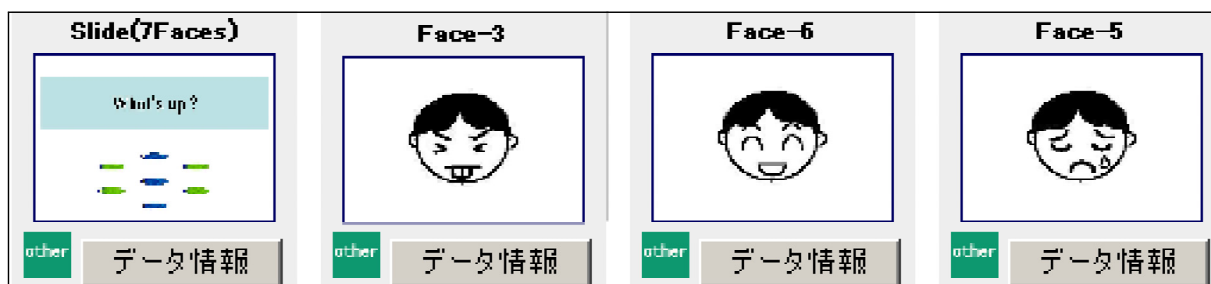 Slide(7Faces)
What's up?
other
データ情報
Face-3
other
データ情報
Face-6
other
データ情報
Face-5
other
データ情報